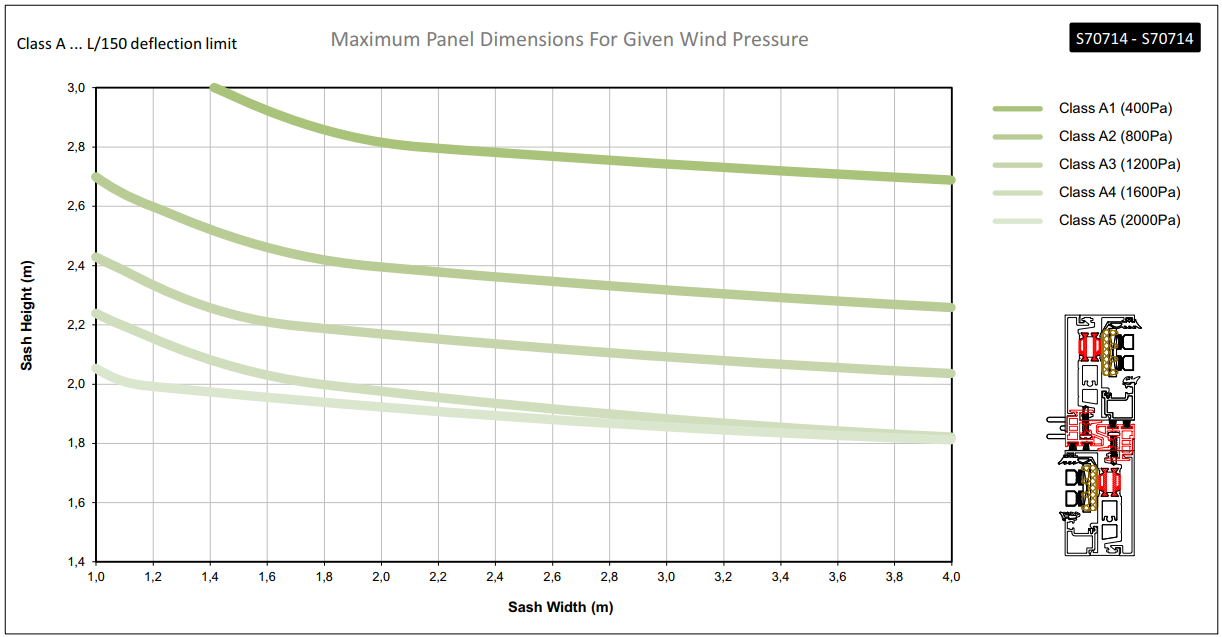 Class A ... L/150 deflection limit
Maximum Panel Dimensions For Given Wind Pressure
S70714 - S70714
3,0
2,8
2,6
2,4
2,2
2,0
1,8
1,6
1,4
Sash Height (m)
1,0 1,2 1,4 1,6 1,8 2,0 2,2 2,4 2,6 2,8 3,0 3,2 3,4 3,6 3,8 4,0
Sash Width (m)
Class A1 (400Pa)
Class A2 (800Pa)
Class A3 (1200Pa)
Class A4 (1600Pa)
Class A5 (2000Pa)